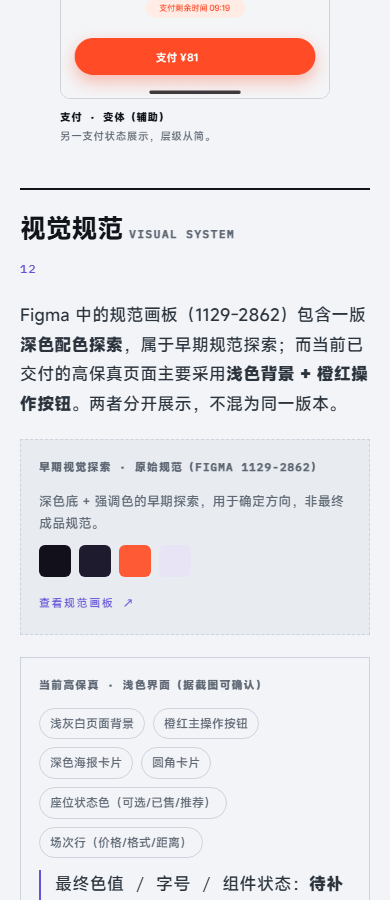 支付剩余时间 09:19
支付 ¥81
支付 · 变体（辅助）
另一支付状态展示，层级从简。
视觉规范 VISUAL SYSTEM
12
Figma 中的规范画板（1129-2862）包含一版
深色配色探索，属于早期规范探索；而当前已
交付的高保真页面主要采用浅色背景 + 橙红操
作按钮。两者分开展示，不混为同一版本。
早期视觉探索 · 原始规范（FIGMA 1129-2862）
深色底 + 强调色的早期探索，用于确定方向，非最终
成品规范。
查看规范画板 ↗
当前高保真 · 浅色界面（据截图可确认）
浅灰白页面背景 橙红主操作按钮
深色海报卡片 圆角卡片
座位状态色（可选/已售/推荐）
场次行（价格/格式/距离）
最终色值 / 字号 / 组件状态：待补